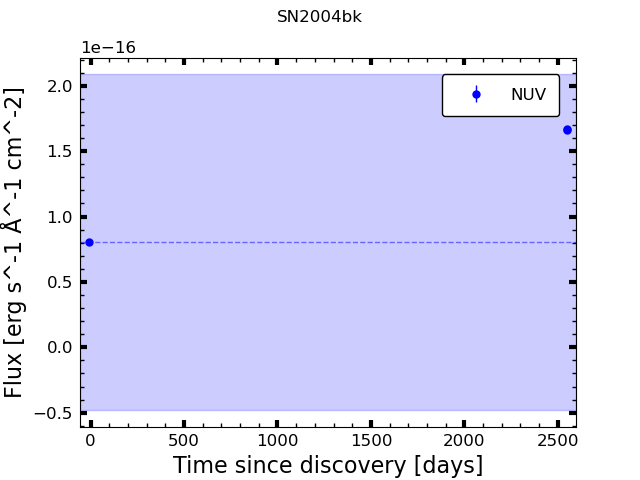 SN2004bk
1e−16
NUV
2.0
1.5
1.0
0.5
0.0
−0.5
Flux [erg s^-1 Å^-1 cm^-2]
0 500 1000 1500 2000 2500
Time since discovery [days]